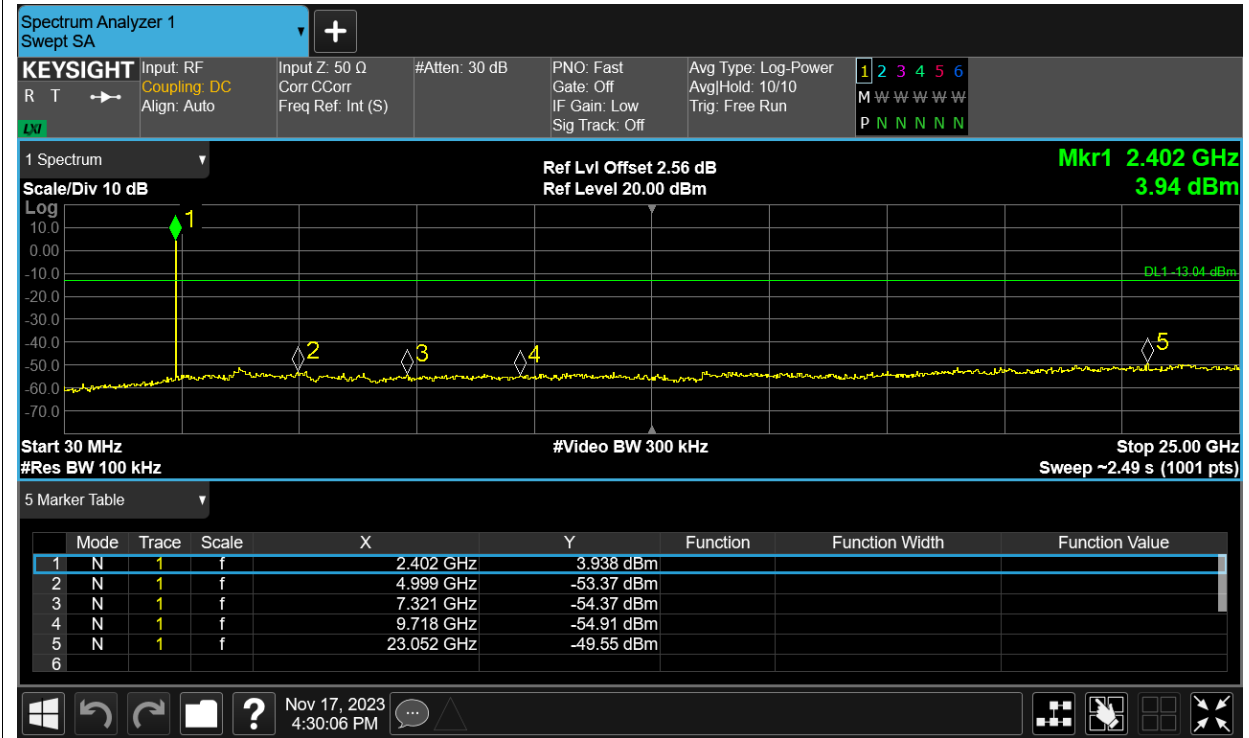 Spectrum Analyzer 1
Swept SA
KEYSIGHT
R T
LXI
Input: RF
Coupling: DC
Align: Auto
Input Z: 50 Ω
Corr CCorr
Freq Ref: Int (S)
#Atten: 30 dB
PNO: Fast
Gate: Off
IF Gain: Low
Sig Track: Off
Avg Type: Log-Power
Avg|Hold: 10/10
Trig: Free Run
1 2 3 4 5 6
M W W W W W
P N N N N N
1 Spectrum
Scale/Div 10 dB
Ref Lvl Offset 2.56 dB
Ref Level 20.00 dBm
Mkr1 2.402 GHz
3.94 dBm
Log
10.0
0.00
-10.0
-20.0
-30.0
-40.0
-50.0
-60.0
-70.0
1
2
3
4
5
DL1 -13.04 dBm
Start 30 MHz
#Res BW 100 kHz
#Video BW 300 kHz
Stop 25.00 GHz
Sweep ~2.49 s (1001 pts)
5 Marker Table
Mode Trace Scale X Y Function Function Width Function Value
1 N 1 f 2.402 GHz 3.938 dBm
2 N 1 f 4.999 GHz -53.37 dBm
3 N 1 f 7.321 GHz -54.37 dBm
4 N 1 f 9.718 GHz -54.91 dBm
5 N 1 f 23.052 GHz -49.55 dBm
6
?
Nov 17, 2023
4:30:06 PM